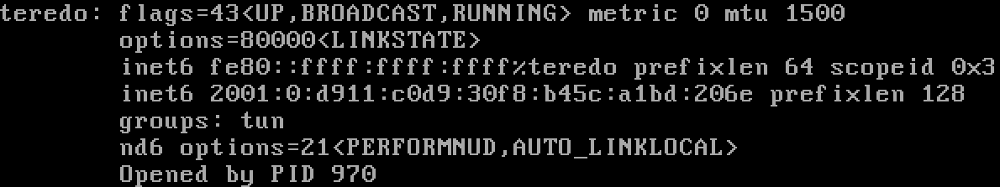 teredo: flags=43<UP,BROADCAST,RUNNING> metric 0 mtu 1500
options=80000<LINKSTATE>
inet6 fe80::ffff:ffff:ffff%teredo prefixlen 64 scopeid 0x3
inet6 2001:0:d911:c0d9:30f8:b45c:a1bd:206e prefixlen 128
groups: tun
nd6 options=21<PERFORMNUD,AUTO_LINKLOCAL>
Opened by PID 970